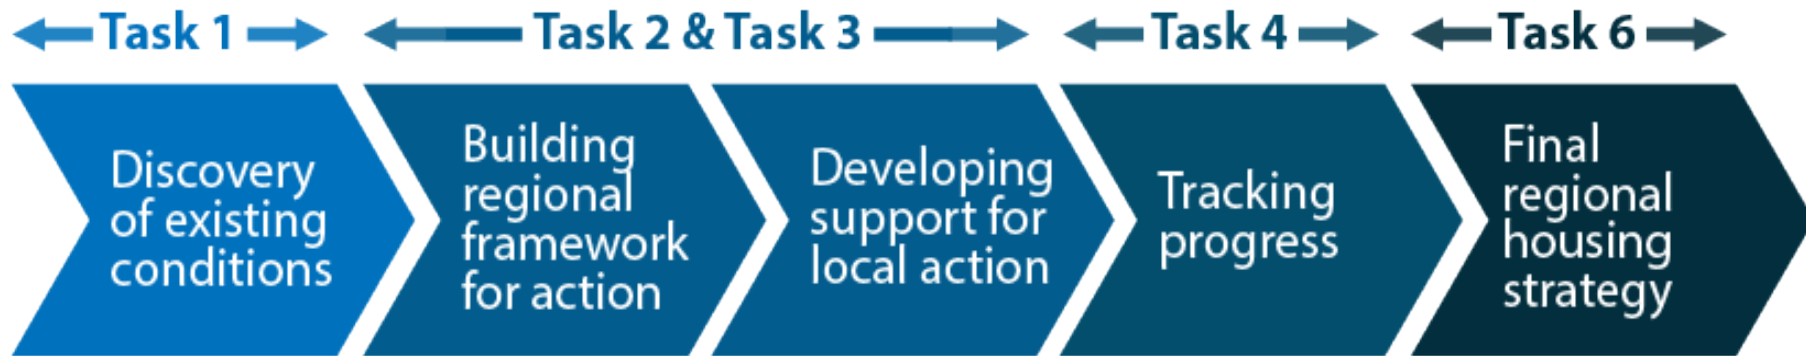 Task 1
Task 2 & Task 3
Task 4
Task 6
Discovery
of existing
conditions
Building
regional
framework
for action
Developing
support for
local action
Tracking
progress
Final
regional
housing
strategy